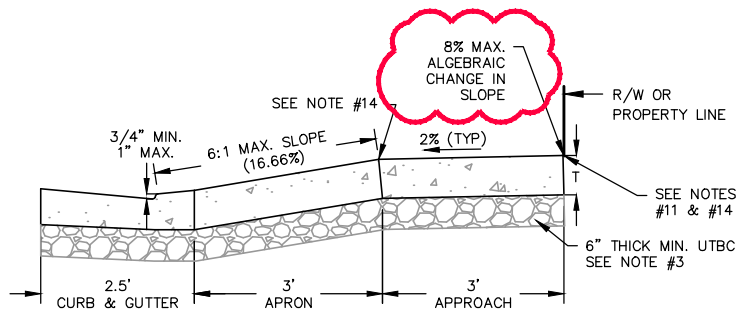 8% MAX.
ALGEBRAIC
CHANGE IN
SLOPE
SEE NOTE #14
R/W OR
PROPERTY LINE
3/4" MIN.
1" MAX.
6:1 MAX. SLOPE
(16.66%)
2% (TYP)
T
SEE NOTES
#11 & #14
6" THICK MIN. UTBC
SEE NOTE #3
2.5'
CURB & GUTTER
3'
APRON
3'
APPROACH